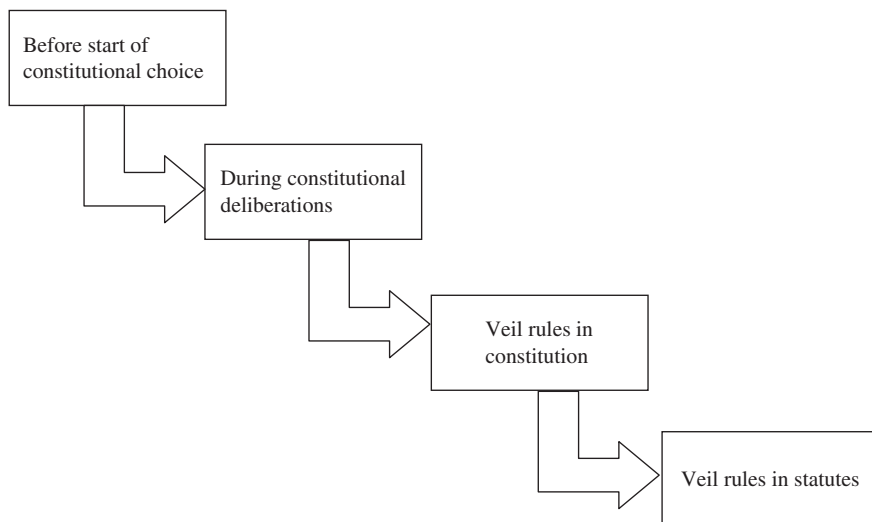 Before start of
constitutional choice
During constitutional
deliberations
Veil rules in
constitution
Veil rules in statutes